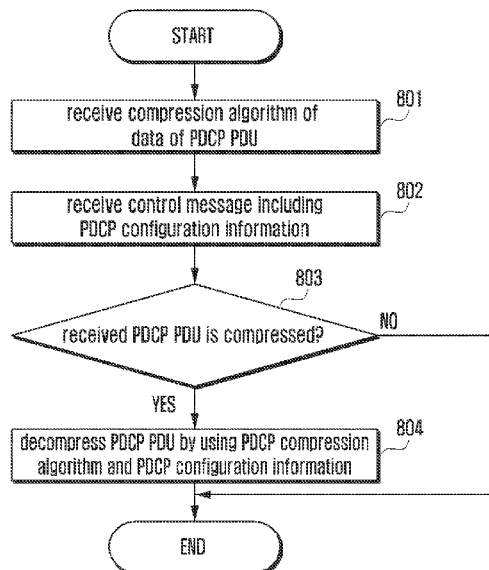 START
801
receive compression algorithm of
data of PDCP PDU
802
receive control message including
PDCP configuration information
803
received PDCP PDU is compressed?
NO
YES
804
decompress PDCP PDU by using PDCP compression
algorithm and PDCP configuration information
END